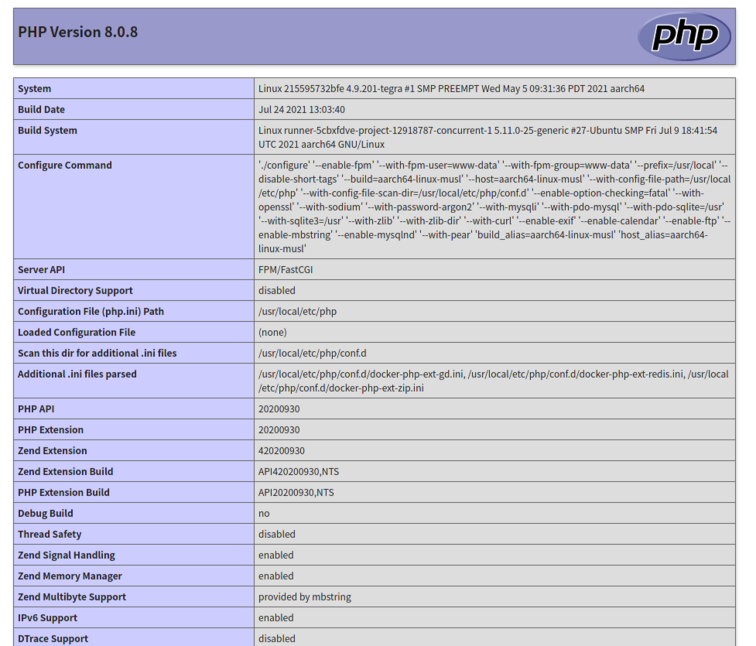 PHP Version 8.0.8
php
System Linux 215595732bfe 4.9.201-tegra #1 SMP PREEMPT Wed May 5 09:31:36 PDT 2021 aarch64
Build Date Jul 24 2021 13:03:40
Build System Linux runner-5cbxfdve-project-12918787-concurrent-1 5.11.0-25-generic #27-Ubuntu SMP Fri Jul 9 18:41:54
UTC 2021 aarch64 GNU/Linux
Configure Command './configure' '--enable-fpm' '--with-fpm-user=www-data' '--with-fpm-group=www-data' '--prefix=/usr/local' '--
disable-short-tags' '--build=aarch64-linux-musl' '--host=aarch64-linux-musl' '--with-config-file-path=/usr/local
/etc/php' '--with-config-file-scan-dir=/usr/local/etc/php/conf.d' '--enable-option-checking=fatal' '--with-
openssl' '--with-sodium' '--with-password-argon2' '--with-mysqli' '--with-pdo-mysql' '--with-pdo-sqlite=/usr'
'--with-sqlite3=/usr' '--with-zlib' '--with-zlib-dir' '--with-curl' '--enable-exif' '--enable-calendar' '--enable-ftp' '--
enable-mbstring' '--enable-mysqlnd' '--with-pear' 'build_alias=aarch64-linux-musl' 'host_alias=aarch64-
linux-musl'
Server API FPM/FastCGI
Virtual Directory Support disabled
Configuration File (php.ini) Path /usr/local/etc/php
Loaded Configuration File (none)
Scan this dir for additional .ini files /usr/local/etc/php/conf.d
Additional .ini files parsed /usr/local/etc/php/conf.d/docker-php-ext-gd.ini, /usr/local/etc/php/conf.d/docker-php-ext-redis.ini, /usr/local
/etc/php/conf.d/docker-php-ext-zip.ini
PHP API 20200930
PHP Extension 20200930
Zend Extension 420200930
Zend Extension Build API420200930,NTS
PHP Extension Build API20200930,NTS
Debug Build no
Thread Safety disabled
Zend Signal Handling enabled
Zend Memory Manager enabled
Zend Multibyte Support provided by mbstring
IPv6 Support enabled
DTrace Support disabled